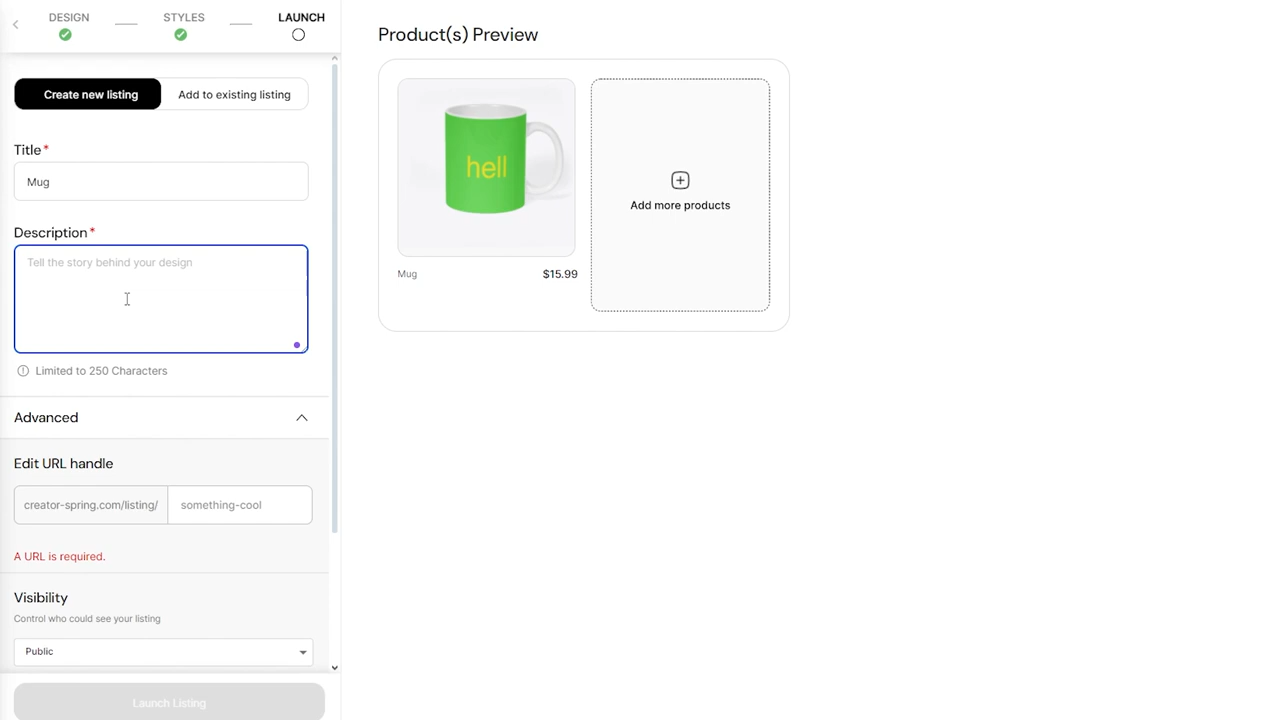 DESIGN STYLES LAUNCH
Create new listing Add to existing listing
Title*
Mug
Description*
Tell the story behind your design
Limited to 250 Characters
Advanced
Edit URL handle
creator-spring.com/listing/ something-cool
A URL is required.
Visibility
Control who could see your listing
Public
Launch Listing
Product(s) Preview
hell
Mug $15.99
Add more products